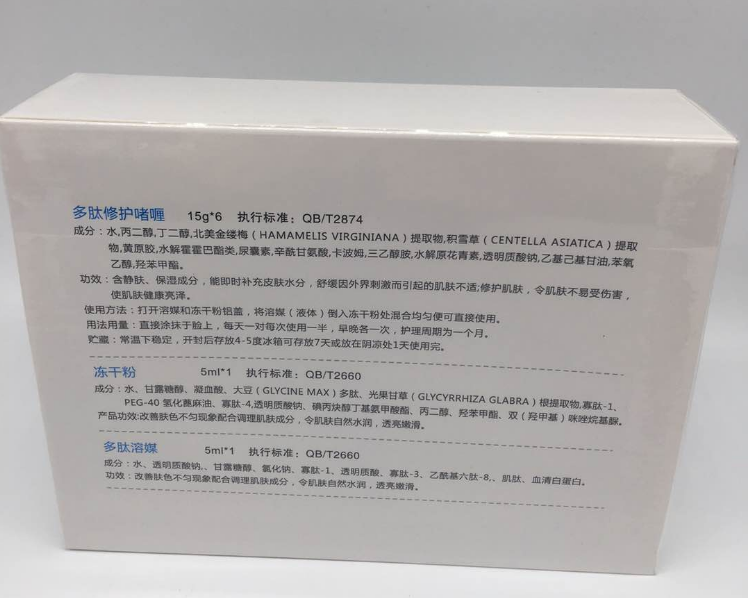 多肽修护啫喱 15g*6 执行标准：QB/T2874
成分：水,丙二醇,丁二醇,北美金缕梅（HAMAMELIS VIRGINIANA）提取物,积雪草（CENTELLA ASIATICA）提取
物,黄原胶,水解霍霍巴酯类,尿囊素,辛酰甘氨酸,卡波姆,三乙醇胺,水解原花青素,透明质酸钠,乙基己基甘油,苯氧
乙醇,羟苯甲酯。
功效：含静肤、保湿成分，能即时补充皮肤水分，舒缓因外界刺激而引起的肌肤不适;修护肌肤，令肌肤不易受伤害，
使肌肤健康亮泽。
使用方法：打开溶媒和冻干粉铝盖，将溶媒（液体）倒入冻干粉处混合均匀便可直接使用。
用法用量：直接涂抹于脸上，每天一对每次使用一半，早晚各一次，护理周期为一个月。
贮藏：常温下稳定，开封后存放4-5度冰箱可存放7天或放在阴凉处1天使用完。
冻干粉 5ml*1 执行标准：QB/T2660
成分：水、甘露糖醇、凝血酸、大豆（GLYCINE MAX）多肽、光果甘草（GLYCYRRHIZA GLABRA）根提取物,寡肽-1、
PEG-40 氢化蓖麻油、寡肽-4,透明质酸钠、碘丙炔醇丁基氨甲酸酯、丙二醇、羟苯甲酯、双（羟甲基）咪唑烷基脲。
产品功效:改善肤色不匀现象配合调理肌肤成分，令肌肤自然水润，透亮嫩滑。
多肽溶媒 5ml*1 执行标准：QB/T2660
成分：水、透明质酸钠、、甘露糖醇、氯化钠、寡肽-1、透明质酸、寡肽-3、乙酰基六肽-8,、肌肽、血清白蛋白。
功效：改善肤色不匀现象配合调理肌肤成分，令肌肤自然水润，透亮嫩滑。